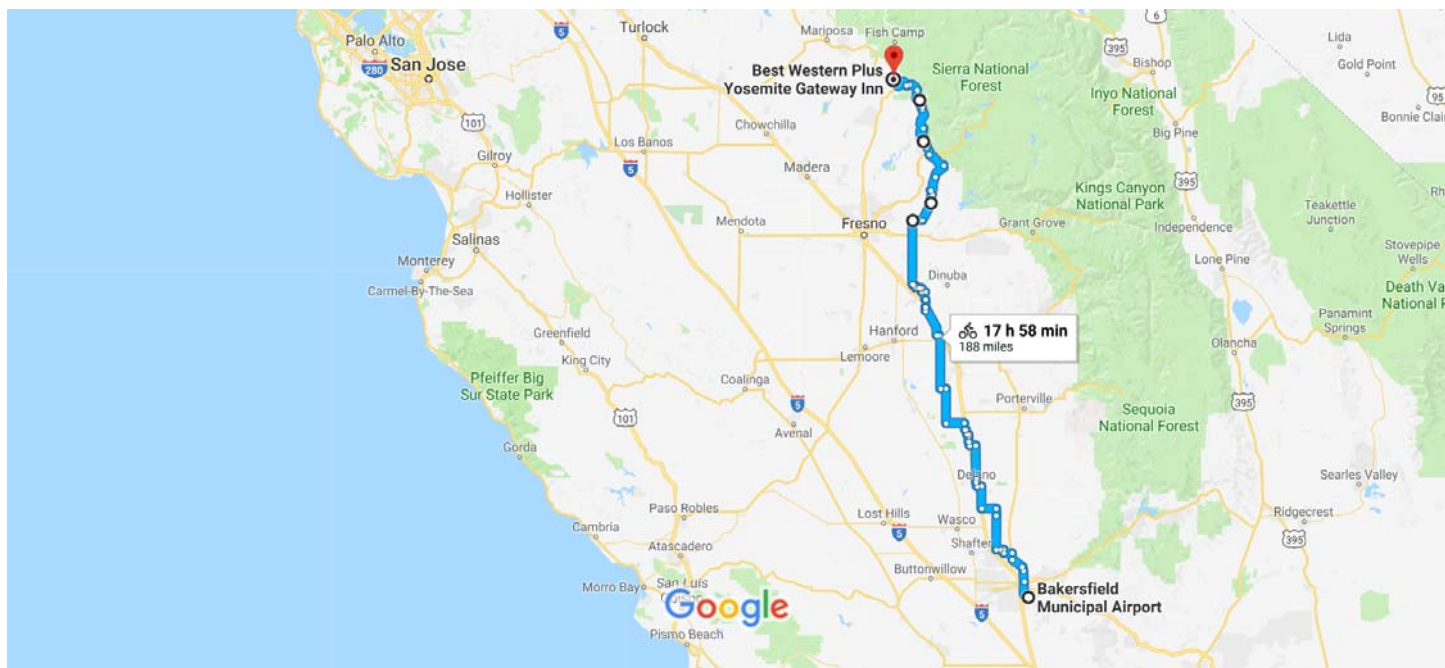 Turlock
Mariposa
Fish Camp
6
395
Lida
Palo Alto
5
280
San Jose
Best Western Plus
Yosemite Gateway Inn
Sierra National
Forest
Bishop
Gold Point
Inyo National
Forest
95
Bonnie Clair
101
Chowchilla
Big Pine
Los Banos
Gilroy
5
Madera
395
Hollister
Kings Canyon
National Park
Teakettle
Junction
Mendota
Fresno
Grant Grove
Independence
Salinas
Stovepipe
Wells
Monterey
Lone Pine
Carmel-By-The-Sea
Dinuba
Death Va
National P
Panamint
Springs
17 h 58 min
188 miles
Greenfield
Hanford
Lemoore
Olancha
King City
Pfeiffer Big
Sur State Park
Coalinga
5
Porterville
395
101
Avenal
Sequoia
National Forest
Gorda
Delano
Searles Valley
Paso Robles
Lost Hills
Wasco
Ridgecrest
Cambria
5
395
Atascadero
Shafter
Buttonwillow
Morro Bay
San Luis
Google
5
Bakersfield
Municipal Airport
Pismo Beach